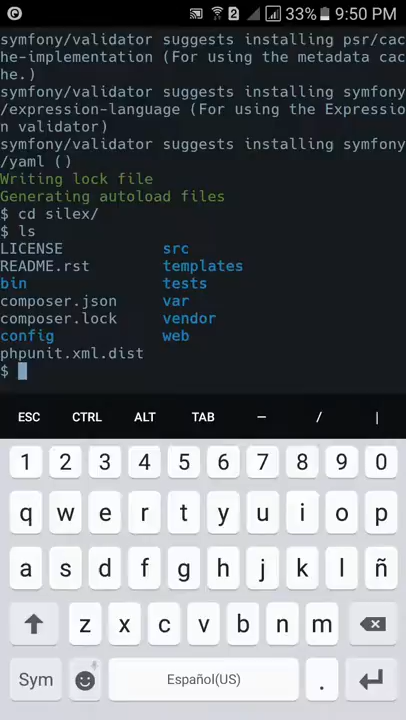 2 33% 9:50 PM
symfony/validator suggests installing psr/cac
he-implementation (For using the metadata cac
he.)
symfony/validator suggests installing symfony
/expression-language (For using the Expressio
n validator)
symfony/validator suggests installing symfony
/yaml ()
Writing lock file
Generating autoload files
$ cd silex/
$ ls
LICENSE src
README.rst templates
bin tests
composer.json var
composer.lock vendor
config web
phpunit.xml.dist
$
ESC CTRL ALT TAB — / |
1 2 3 4 5 6 7 8 9 0
q w e r t y u i o p
a s d f g h j k l ñ
z x c v b n m
Sym Español(US) .